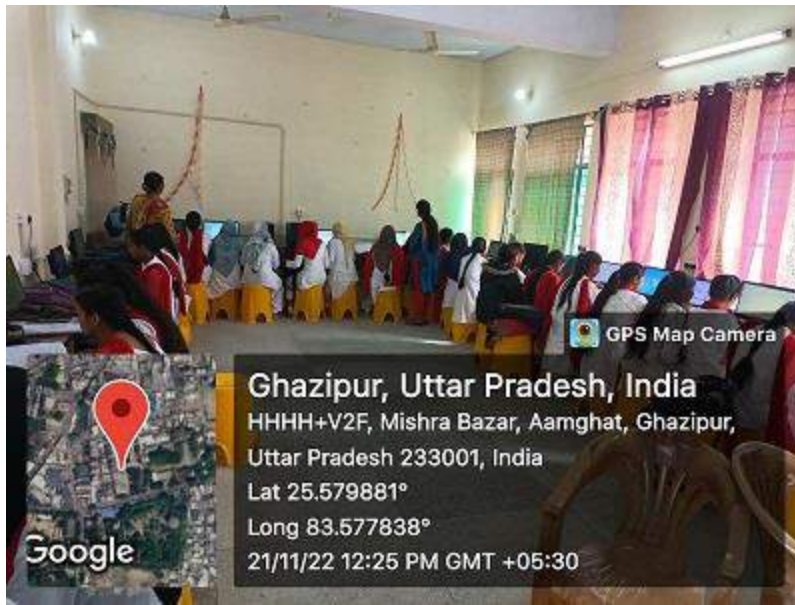 GPS Map Camera
Ghazipur, Uttar Pradesh, India
HHHH+V2F, Mishra Bazar, Aamghat, Ghazipur,
Uttar Pradesh 233001, India
Lat 25.579881°
Long 83.577838°
21/11/22 12:25 PM GMT +05:30
Google